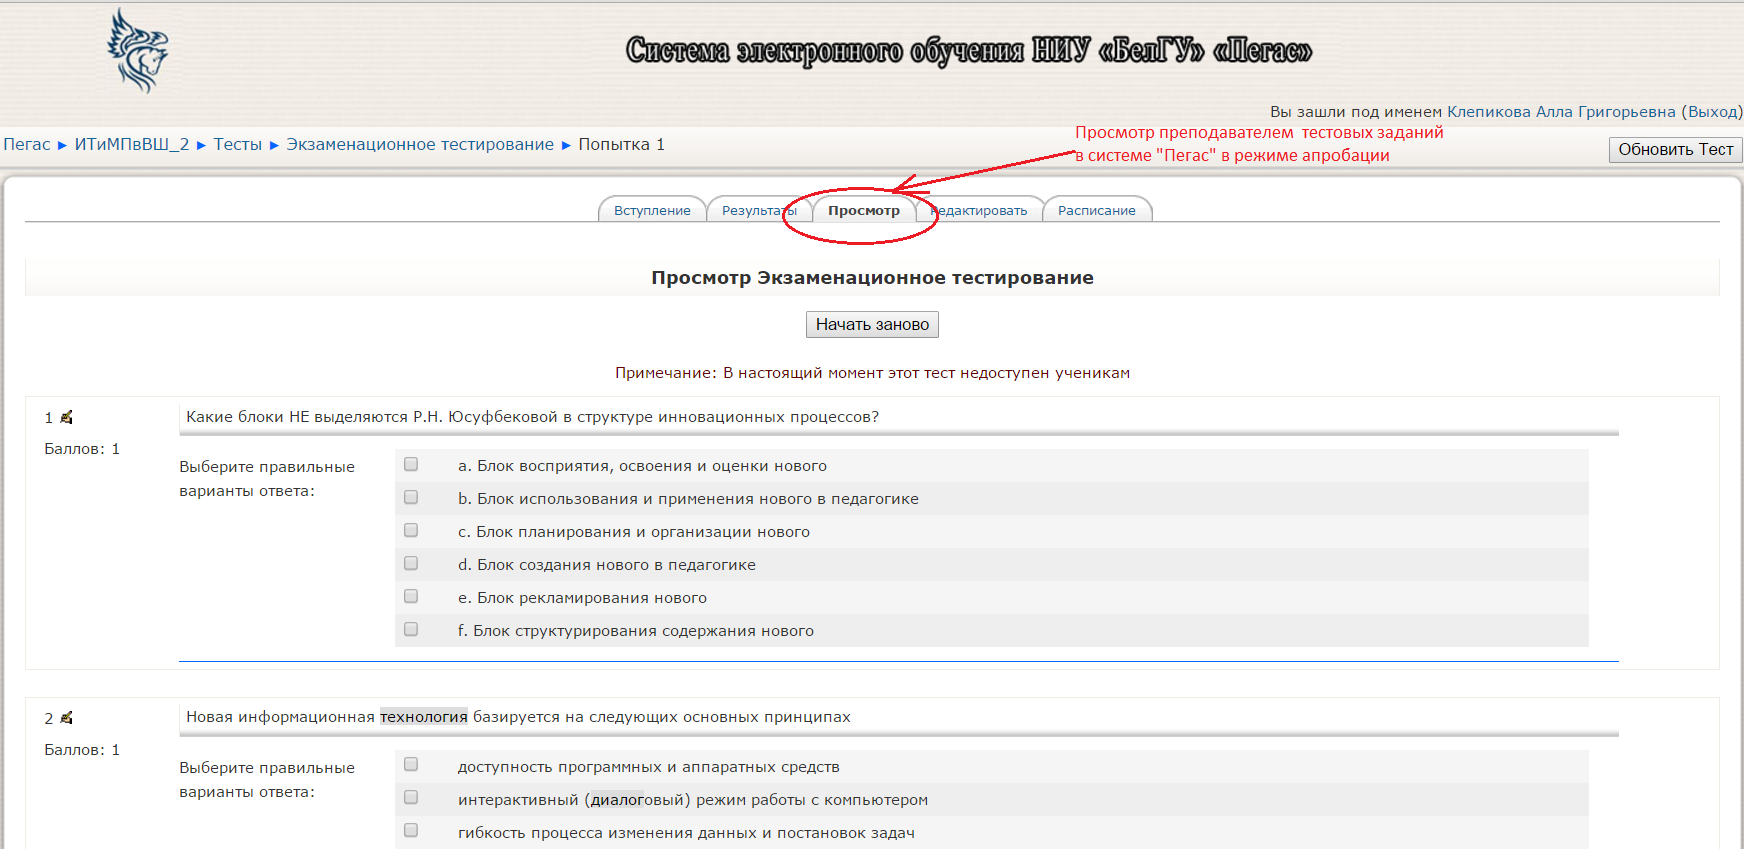 Система электронного обучения НИУ «БелГУ» «Пегас»
Вы зашли под именем Клепикова Алла Григорьевна (Выход)
Просмотр преподавателем тестовых заданий
в системе "Пегас" в режиме апробации
Пегас ► ИТиМПвВШ_2 ► Тесты ► Экзаменационное тестирование ► Попытка 1
Обновить Тест
Вступление Результаты Просмотр Редактировать Расписание
Просмотр Экзаменационное тестирование
Начать заново
Примечание: В настоящий момент этот тест недоступен ученикам
1
Баллов: 1
Какие блоки НЕ выделяются Р.Н. Юсуфбековой в структуре инновационных процессов?
Выберите правильные
варианты ответа:
a. Блок восприятия, освоения и оценки нового
b. Блок использования и применения нового в педагогике
c. Блок планирования и организации нового
d. Блок создания нового в педагогике
e. Блок рекламирования нового
f. Блок структурирования содержания нового
2
Баллов: 1
Новая информационная технология базируется на следующих основных принципах
Выберите правильные
варианты ответа:
доступность программных и аппаратных средств
интерактивный (диалоговый) режим работы с компьютером
гибкость процесса изменения данных и постановок задач